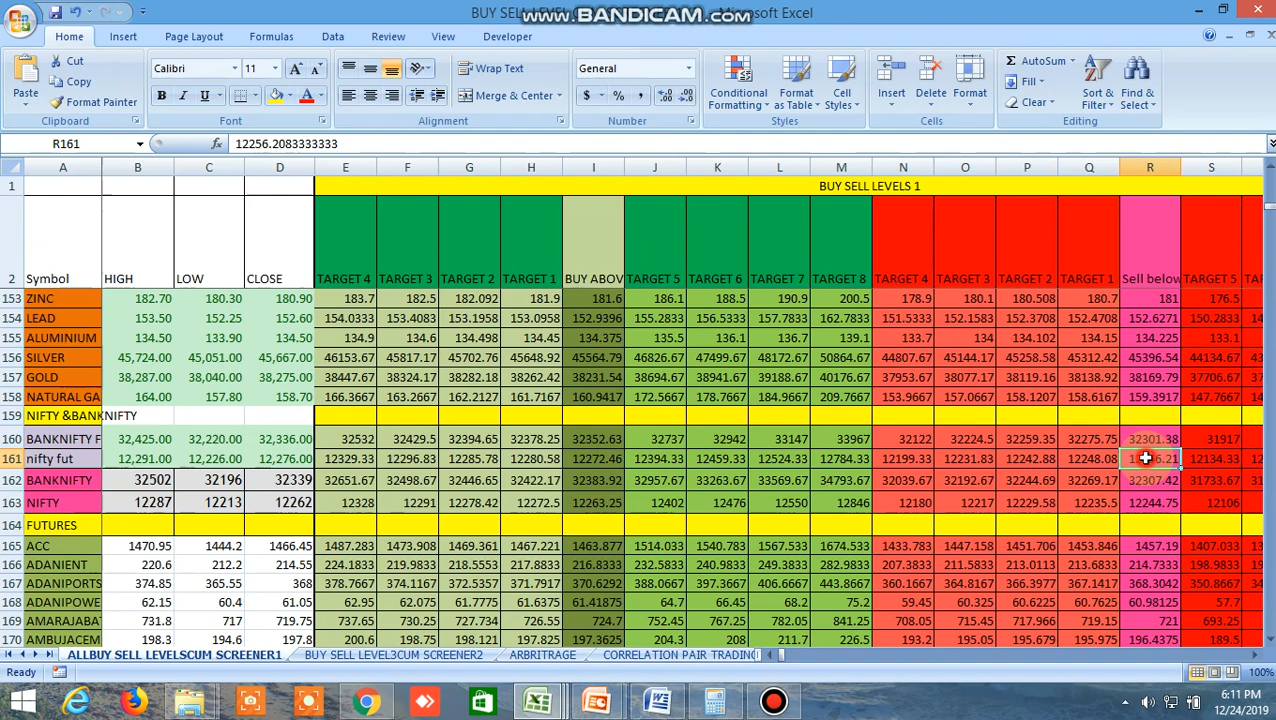 BUY SELL LEVEL
Microsoft Excel
www.BANDICAM.com
Home Insert Page Layout Formulas Data Review View Developer
Paste Cut Copy Format Painter Clipboard
Calibri 11 B I U A Font
Wrap Text Merge & Center Alignment
General $ % , Number
Conditional Formatting Format as Table Cell Styles Styles
Insert Delete Format Cells
AutoSum Fill Clear Sort & Filter Find & Select Editing
R161 fx 12256.2083333333
A B C D E F G H I J K L M N O P Q R S
1 BUY SELL LEVELS 1
2 Symbol HIGH LOW CLOSE TARGET 4 TARGET 3 TARGET 2 TARGET 1 BUY ABOV TARGET 5 TARGET 6 TARGET 7 TARGET 8 TARGET 4 TARGET 3 TARGET 2 TARGET 1 Sell below TARGET 5 TAR
153 ZINC 182.70 180.30 180.90 183.7 182.5 182.092 181.9 181.6 186.1 188.5 190.9 200.5 178.9 180.1 180.508 180.7 181 176.5
154 LEAD 153.50 152.25 152.60 154.0333 153.4083 153.1958 153.0958 152.9396 155.2833 156.5333 157.7833 162.7833 151.5333 152.1583 152.3708 152.4708 152.6271 150.2833 14
155 ALUMINIUM 134.50 133.90 134.50 134.9 134.6 134.498 134.45 134.375 135.5 136.1 136.7 139.1 133.7 134 134.102 134.15 134.225 133.1
156 SILVER 45,724.00 45,051.00 45,667.00 46153.67 45817.17 45702.76 45648.92 45564.79 46826.67 47499.67 48172.67 50864.67 44807.67 45144.17 45258.58 45312.42 45396.54 44134.67 43
157 GOLD 38,287.00 38,040.00 38,275.00 38447.67 38324.17 38282.18 38262.42 38231.54 38694.67 38941.67 39188.67 40176.67 37953.67 38077.17 38119.16 38138.92 38169.79 37706.67 37
158 NATURAL GA 164.00 157.80 158.70 166.3667 163.2667 162.2127 161.7167 160.9417 172.5667 178.7667 184.9667 209.7667 153.9667 157.0667 158.1207 158.6167 159.3917 147.7667 14
159 NIFTY &BANKNIFTY
160 BANKNIFTY F 32,425.00 32,220.00 32,336.00 32532 32429.5 32394.65 32378.25 32352.63 32737 32942 33147 33967 32122 32224.5 32259.35 32275.75 32301.38 31917
161 nifty fut 12,291.00 12,226.00 12,276.00 12329.33 12296.83 12285.78 12280.58 12272.46 12394.33 12459.33 12524.33 12784.33 12199.33 12231.83 12242.88 12248.08 12134.33 12
162 BANKNIFTY 32502 32196 32339 32651.67 32498.67 32446.65 32422.17 32383.92 32957.67 33263.67 33569.67 34793.67 32039.67 32192.67 32244.69 32269.17 32307.42 31733.67 31
163 NIFTY 12287 12213 12262 12328 12291 12278.42 12272.5 12263.25 12402 12476 12550 12846 12180 12217 12229.58 12235.5 12244.75 12106
164 FUTURES
165 ACC 1470.95 1444.2 1466.45 1487.283 1473.908 1469.361 1467.221 1463.877 1514.033 1540.783 1567.533 1674.533 1433.783 1447.158 1451.706 1453.846 1457.19 1407.033 13
166 ADANIENT 220.6 212.2 214.55 224.1833 219.9833 218.5553 217.8833 216.8333 232.5833 240.9833 249.3833 282.9833 207.3833 211.5833 213.0113 213.6833 214.7333 198.9833 19
167 ADANIPORTS 374.85 365.55 368 378.7667 374.1167 372.5357 371.7917 370.6292 388.0667 397.3667 406.6667 443.8667 360.1667 364.8167 366.3977 367.1417 368.3042 350.8667 34
168 ADANIPOWE 62.15 60.4 61.05 62.95 62.075 61.7775 61.6375 61.41875 64.7 66.45 68.2 75.2 59.45 60.325 60.6225 60.7625 60.98125 57.7
169 AMARAJABA 731.8 717 719.75 737.65 730.25 727.734 726.55 724.7 752.45 767.25 782.05 841.25 708.05 715.45 717.966 719.15 721 693.25
170 AMBUJACEM 198.3 194.6 197.8 200.6 198.75 198.121 197.825 197.3625 204.3 208 211.7 226.5 193.2 195.05 195.679 195.975 196.4375 189.5
ALLBUY SELL LEVELSCUM SCREENER1 BUY SELL LEVEL3CUM SCREENER2 ARBRITRAGE CORRELATION PAIR TRADING
Ready 100%
6:11 PM
12/24/2019